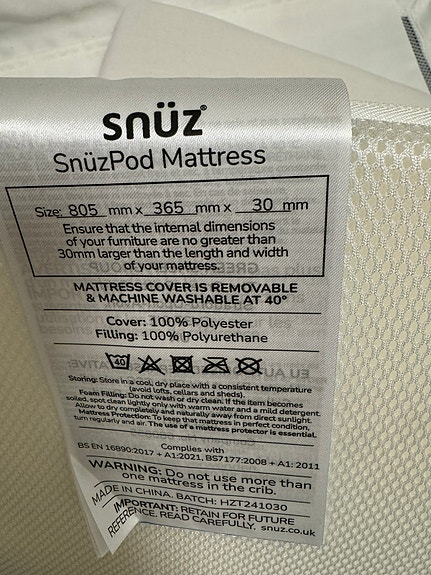 snüz®
SnüzPod Mattress
Size: 805 mm x 365 mm x 30 mm
Ensure that the internal dimensions
of your furniture are no greater than
30mm larger than the length and width
of your mattress.
MATTRESS COVER IS REMOVABLE
& MACHINE WASHABLE AT 40°
Cover: 100% Polyester
Filling: 100% Polyurethane
40
Storing: Store in a cool, dry place with a consistent temperature
(avoid lofts, cellars and sheds).
Foam Filling: Do not wash or dry clean. If the item becomes
soiled, spot clean lightly only with warm water and a mild detergent.
Allow to dry completely and naturally away from direct sunlight.
Mattress Protection: To keep that mattress in perfect condition,
turn regularly and air. The use of a mattress protector is essential.
Complies with
BS EN 16890:2017 + A1:2021, BS7177:2008 + A1: 2011
WARNING: Do not use more than
one mattress in the crib.
MADE IN CHINA. BATCH: HZT241030
IMPORTANT: RETAIN FOR FUTURE
REFERENCE. READ CAREFULLY. snuz.co.uk